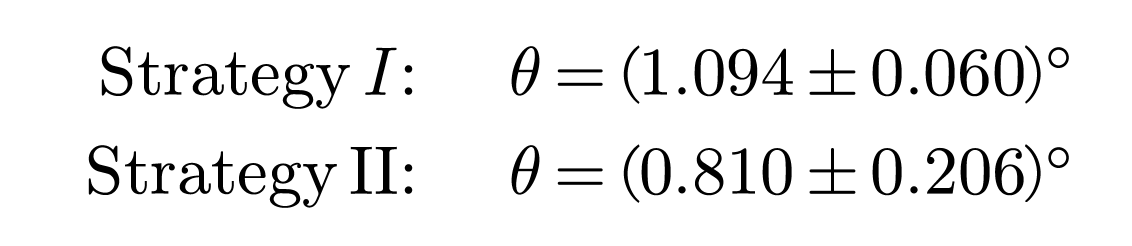 Strategy I: θ = (1.094 ± 0.060)°
Strategy II: θ = (0.810 ± 0.206)°